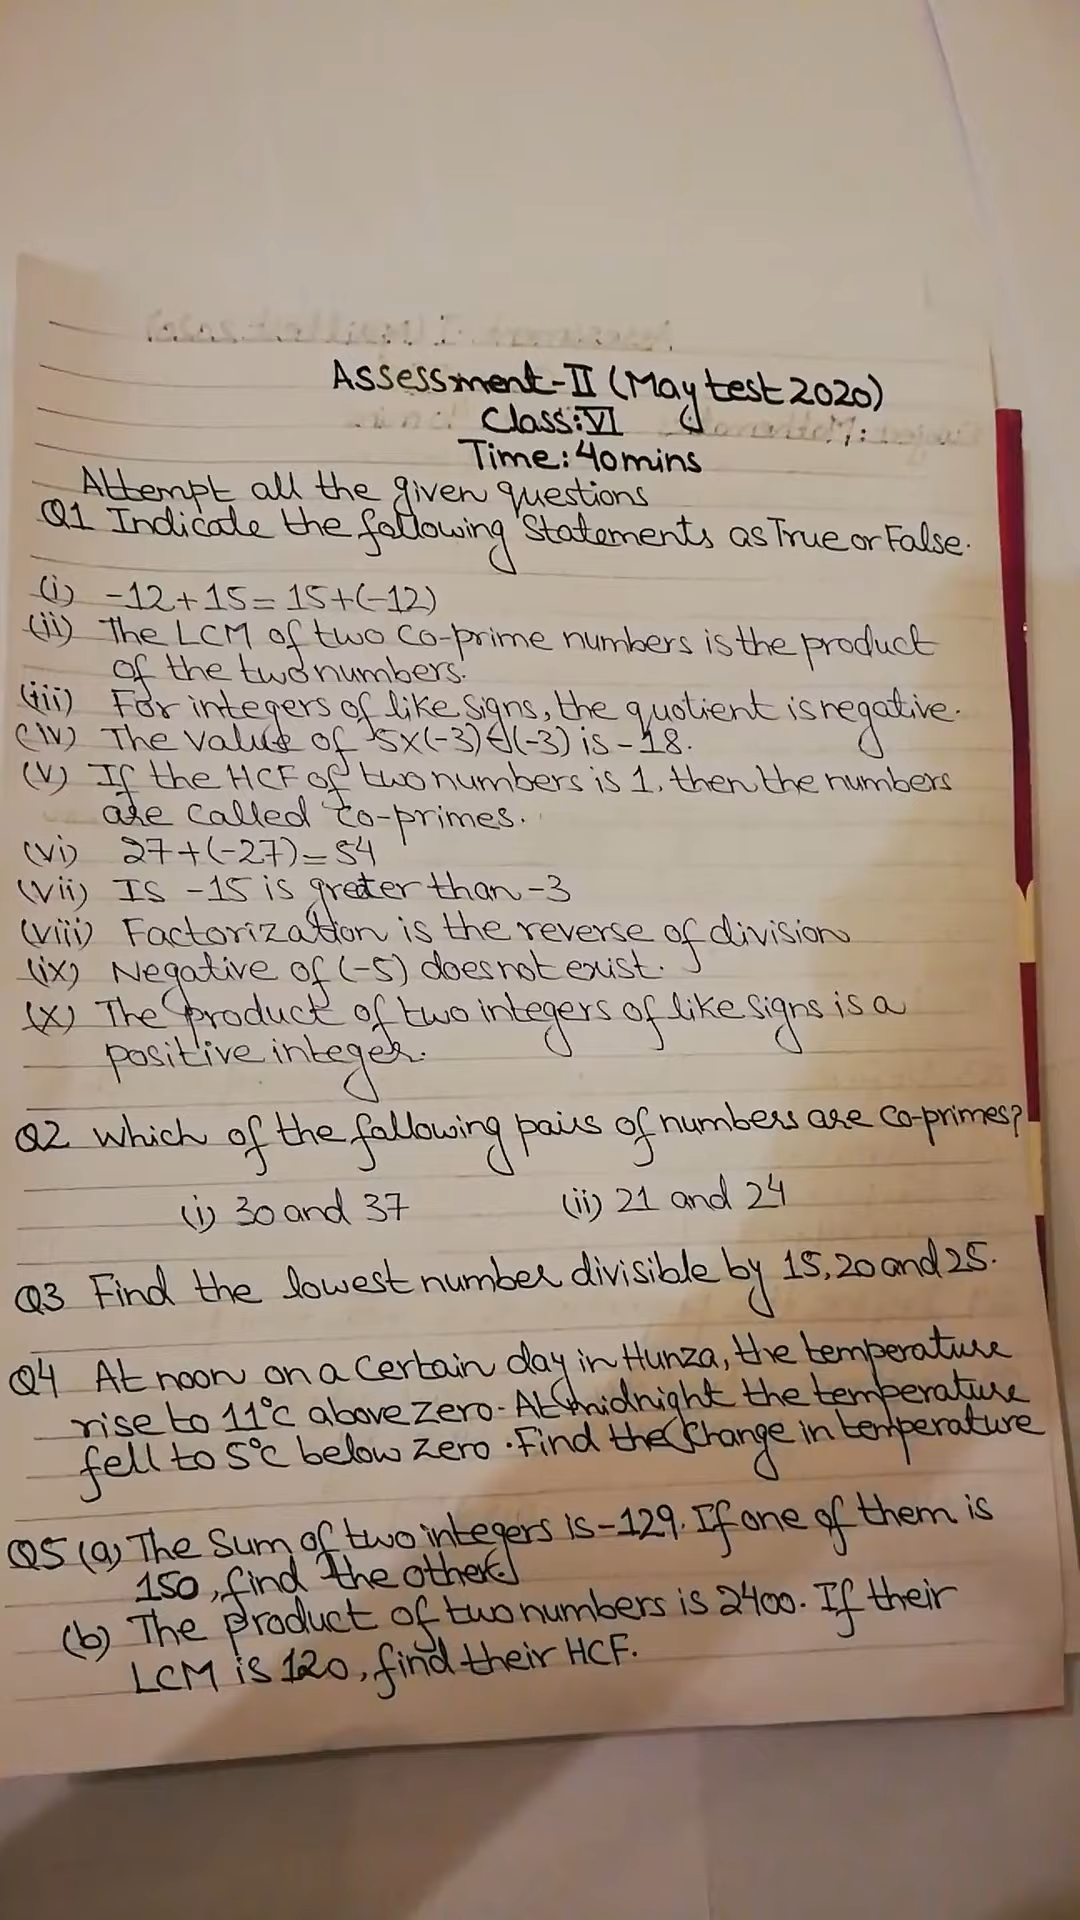 Assessment-II (May test 2020)
Class:VI
Time: 40mins
Attempt all the given questions
Q1 Indicate the following Statements as True or False.
(i) -12+15=15+(-12)
(ii) The LCM of two co-prime numbers is the product
of the two numbers.
(iii) For integers of like signs, the quotient is negative.
(iv) The value of 5x(-3)+(-3) is -18.
(v) If the HCF of two numbers is 1, then the numbers
are called co-primes.
(vi) 27+(-27)=54
(vii) Is -15 is greter than -3
(viii) Factorization is the reverse of division
(ix) Negative of (-5) does not exist.
(x) The product of two integers of like signs is a
positive integer.
Q2 which of the following pairs of numbers are co-primes?
(i) 30 and 37 (ii) 21 and 24
Q3 Find the lowest number divisible by 15,20 and 25.
Q4 At noon on a certain day in Hunza, the temperature
rise to 11°c above zero. At midnight the temperature
fell to 5°c below zero. Find the change in temperature
Q5 (a) The Sum of two integers is -129. If one of them is
150, find the other.
(b) The product of two numbers is 2400. If their
LCM is 120, find their HCF.